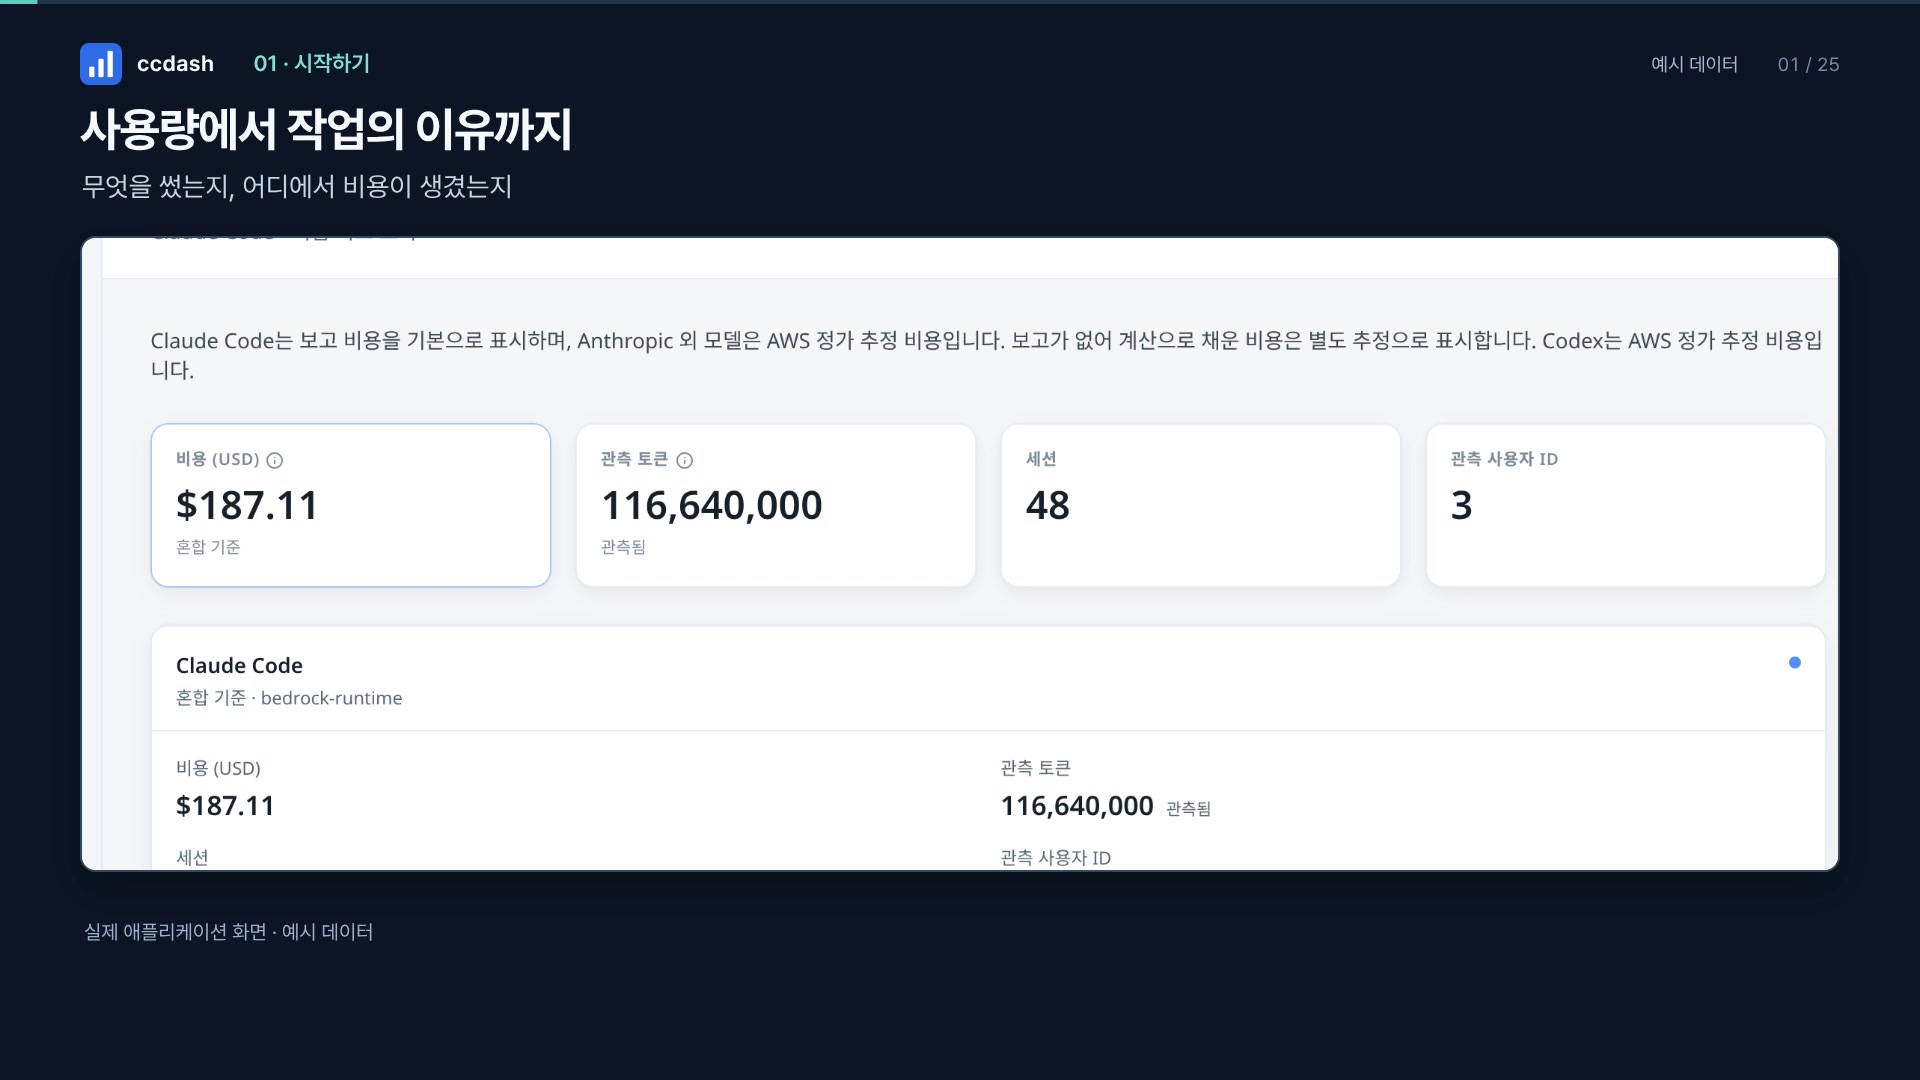 ccdash 01 · 시작하기 예시 데이터 01 / 25
사용량에서 작업의 이유까지
무엇을 썼는지, 어디에서 비용이 생겼는지
Claude Code는 보고 비용을 기본으로 표시하며, Anthropic 외 모델은 AWS 정가 추정 비용입니다. 보고가 없어 계산으로 채운 비용은 별도 추정으로 표시합니다. Codex는 AWS 정가 추정 비용입
니다.
비용 (USD) 관측 토큰 세션 관측 사용자 ID
$187.11 116,640,000 48 3
혼합 기준 관측됨
Claude Code
혼합 기준 · bedrock-runtime
비용 (USD) 관측 토큰
$187.11 116,640,000 관측됨
세션 관측 사용자 ID
실제 애플리케이션 화면 · 예시 데이터